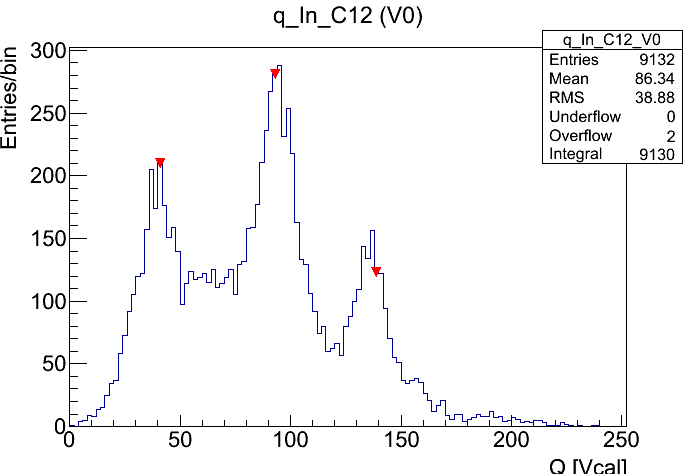 q_In_C12 (V0)
q_In_C12_V0
Entries 9132
Mean 86.34
RMS 38.88
Underflow 0
Overflow 2
Integral 9130
Entries/bin
300
250
200
150
100
50
0
0 50 100 150 200 250
Q [Vcal]